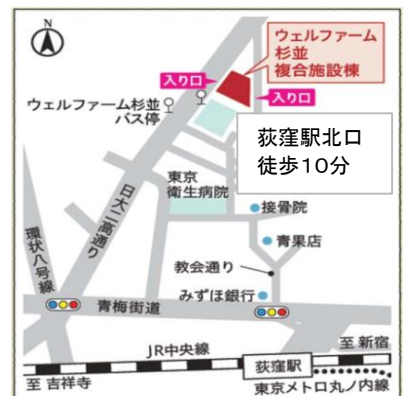 N
ウェルファーム
杉並
複合施設棟
入り口
入り口
ウェルファーム杉並
バス停
荻窪駅北口
徒歩10分
東京
衛生病院
日大二高通り
接骨院
青果店
環状八号線
教会通り
みずほ銀行
青梅街道
JR中央線
至 新宿
荻窪駅
至 吉祥寺
東京メトロ丸ノ内線